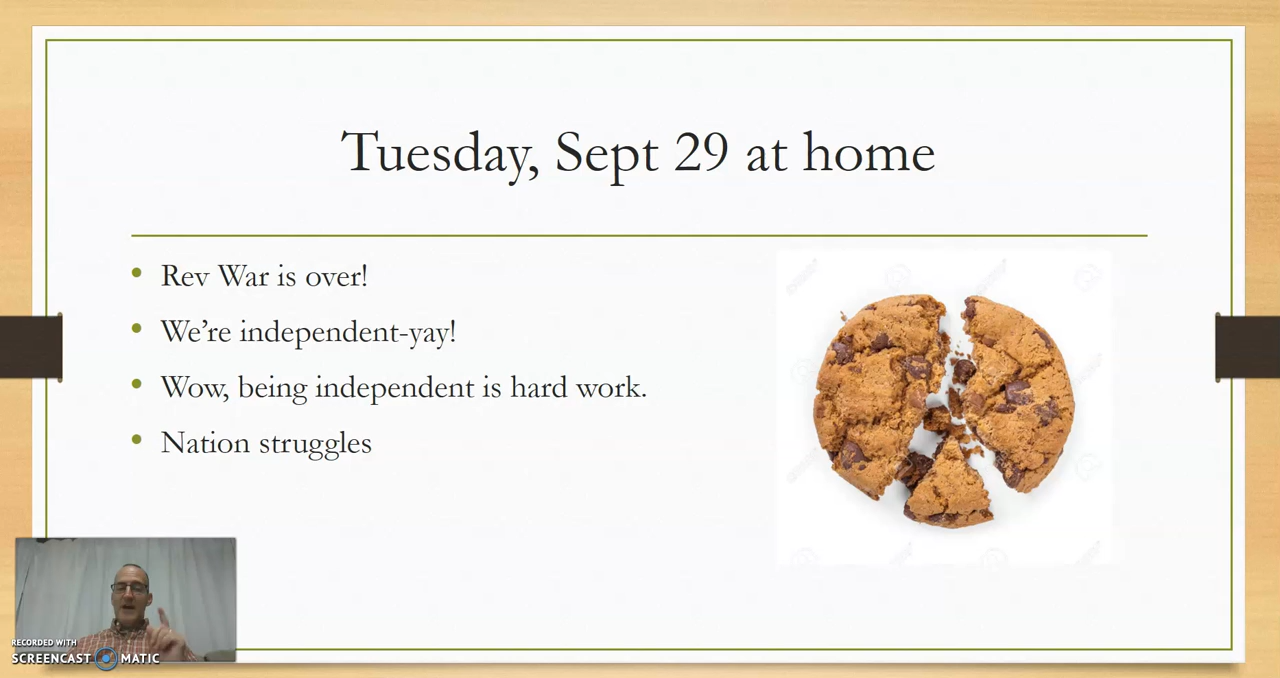 Tuesday, Sept 29 at home
• Rev War is over!
• We’re independent-yay!
• Wow, being independent is hard work.
• Nation struggles
RECORDED WITH
SCREENCAST MATIC